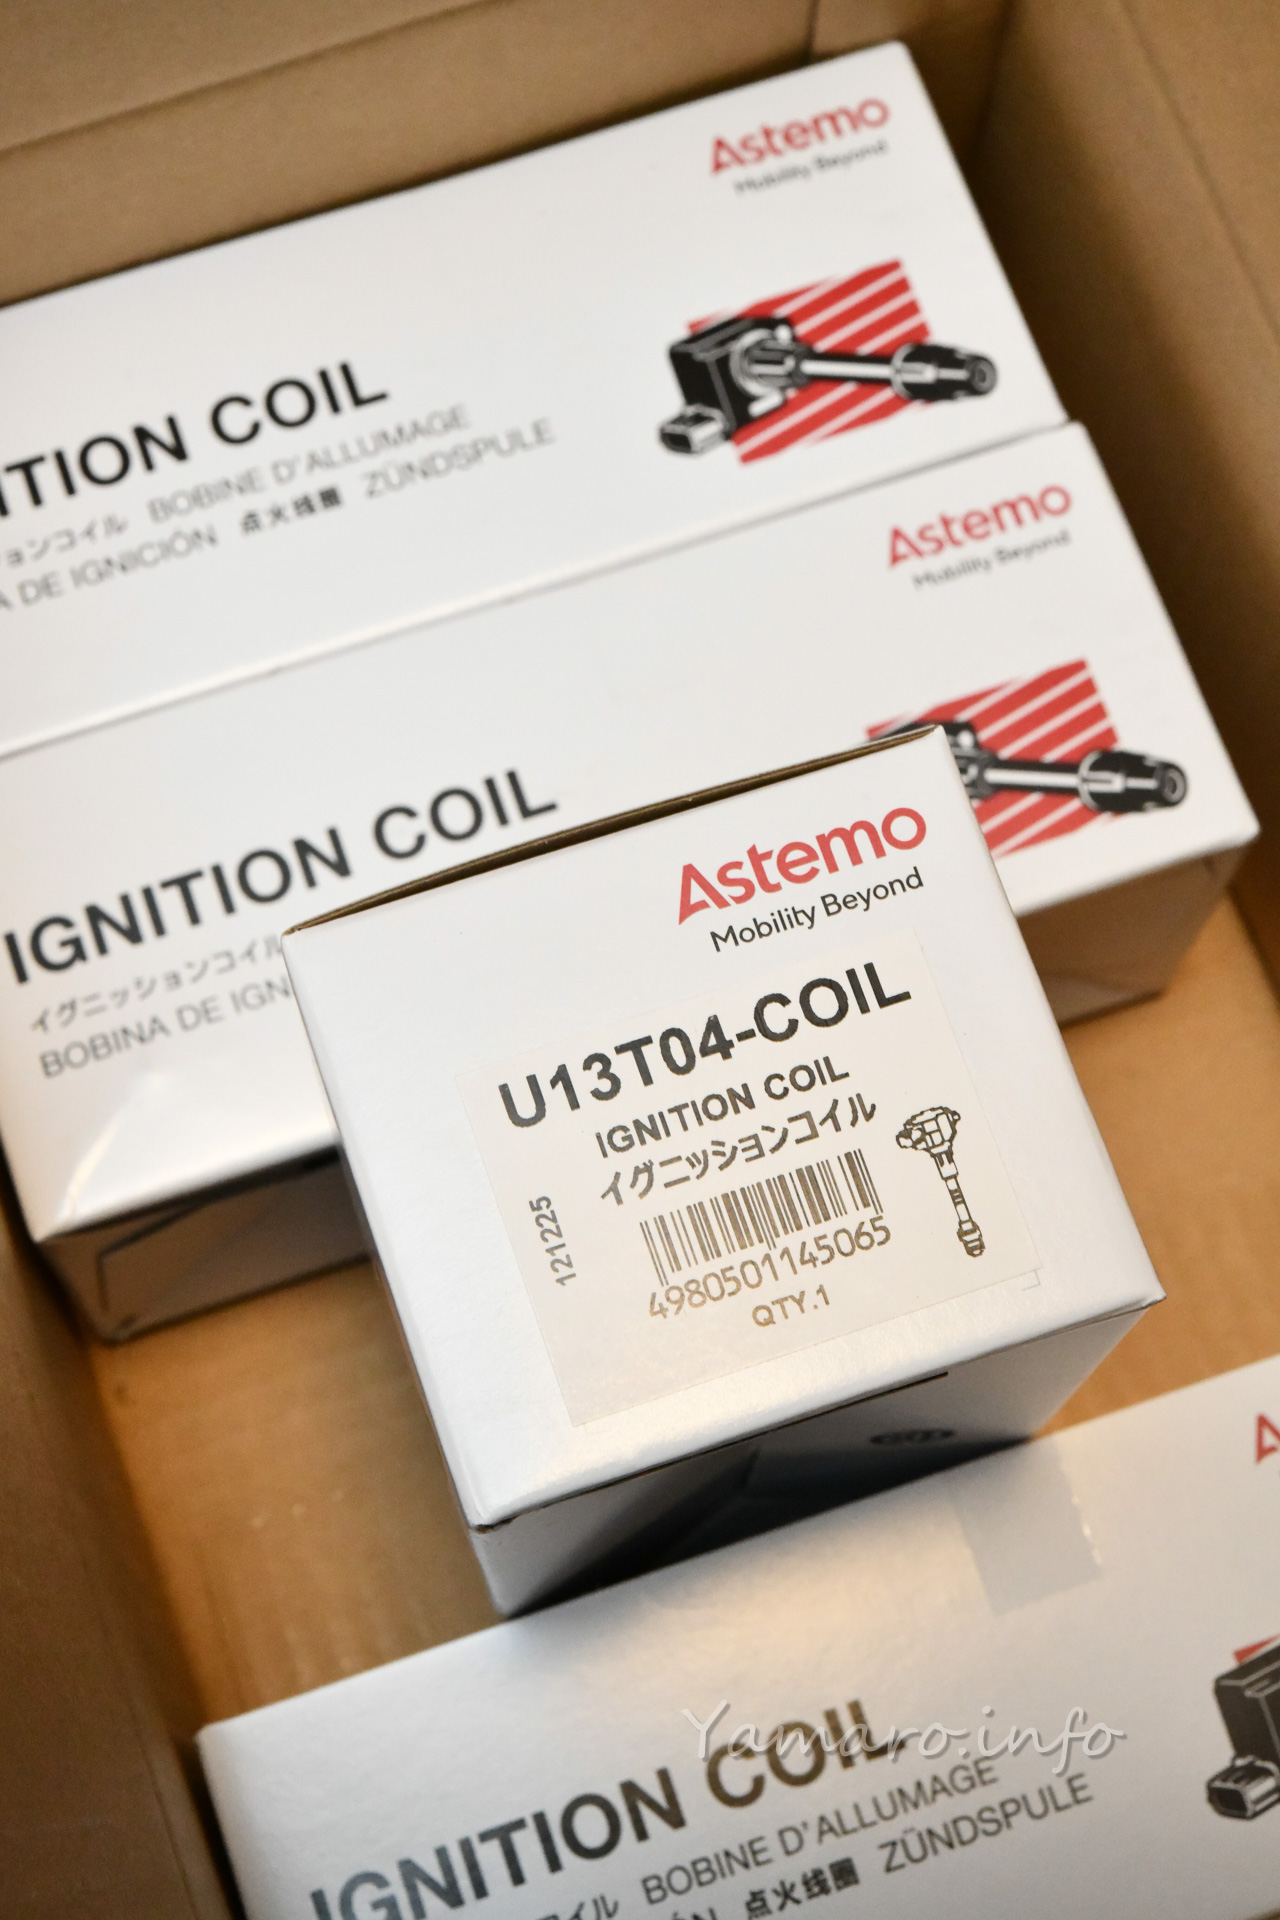 Astemo
Mobility Beyond
ITION COIL
ョンコイル BOBINE D'ALLUMAGE
A DE IGNICIÓN 点火线圈 ZÜNDSPULE
Astemo
Mobility Beyond
IGNITION COIL
イグニッションコイル
BOBINA DE IGN
Astemo
Mobility Beyond
U13T04-COIL
IGNITION COIL
イグニッションコイル
121225
4980501145065
QTY.1
A
IGNITION COIL
イル BOBINE D'ALLUMAGE
IÓN 点火线圈 ZÜNDSPULE
Yamaro.info